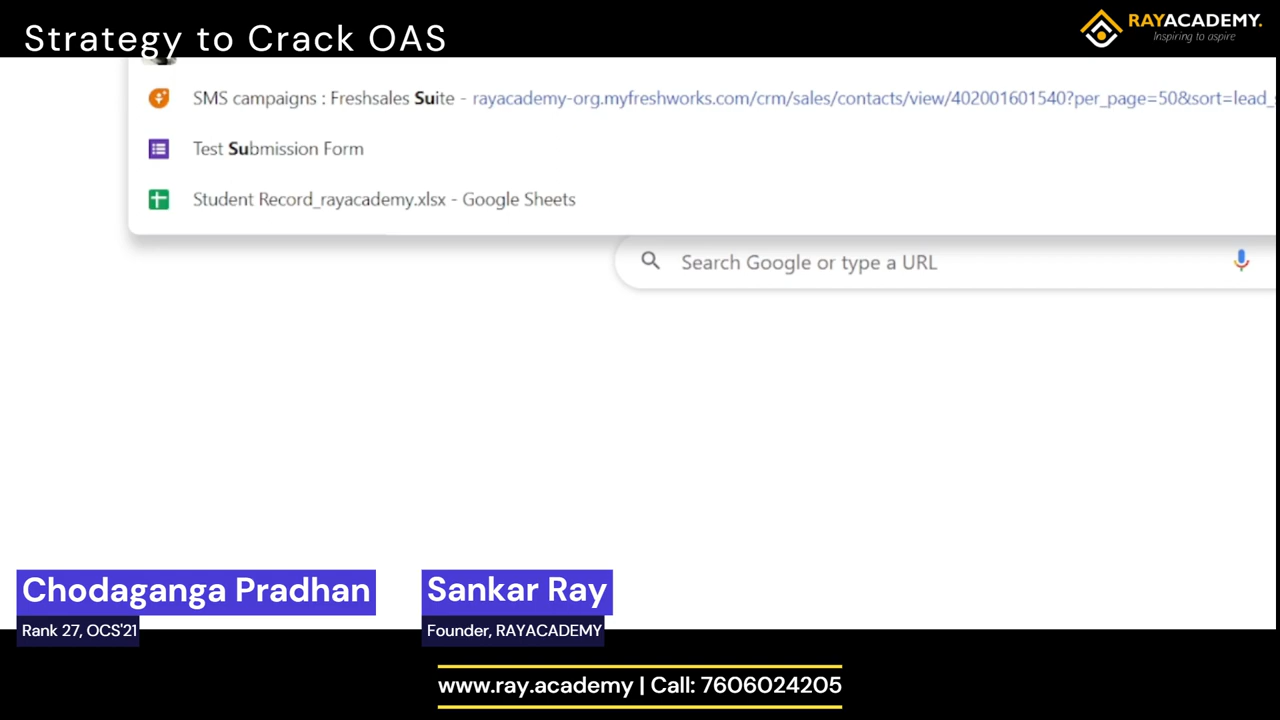 Strategy to Crack OAS
RAYACADEMY.
Inspiring to aspire
SMS campaigns : Freshsales Suite - rayacademy-org.myfreshworks.com/crm/sales/contacts/view/402001601540?per_page=50&sort=lead_
Test Submission Form
Student Record_rayacademy.xlsx - Google Sheets
Search Google or type a URL
Chodaganga Pradhan
Rank 27, OCS'21
Sankar Ray
Founder, RAYACADEMY
www.ray.academy | Call: 7606024205